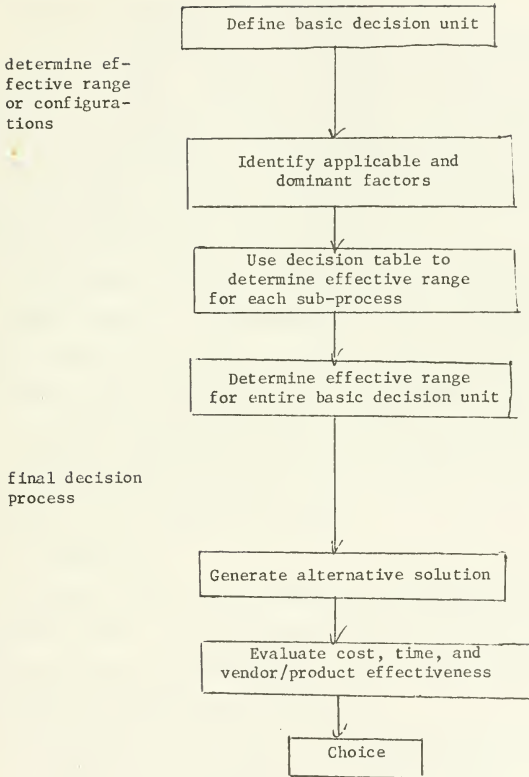 Define basic decision unit
determine ef-
fective range
or configura-
tions
Identify applicable and
dominant factors
Use decision table to
determine effective range
for each sub-process
Determine effective range
for entire basic decision unit
final decision
process
Generate alternative solution
Evaluate cost, time, and
vendor/product effectiveness
Choice